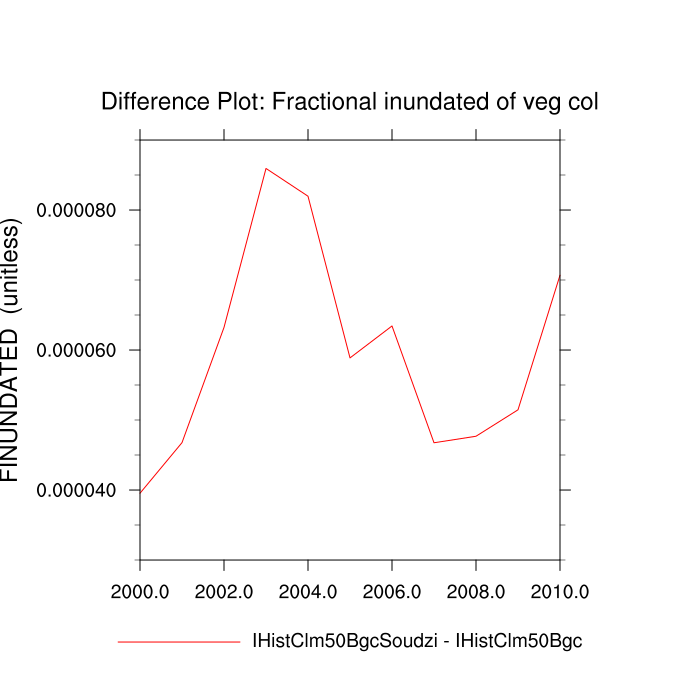 Difference Plot: Fractional inundated of veg col
FINUNDATED (unitless)
0.000080
0.000060
0.000040
2000.0 2002.0 2004.0 2006.0 2008.0 2010.0
IHistClm50BgcSoudzi - IHistClm50Bgc